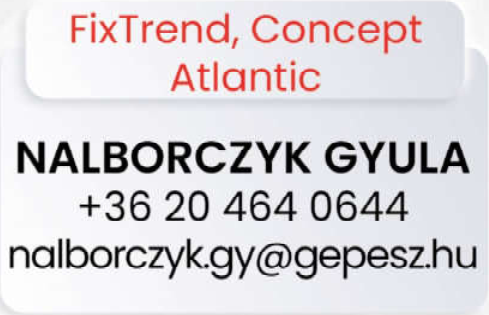 FixTrend, Concept
Atlantic
NALBORCZYK GYULA
+36 20 464 0644
nalborczyk.gy@gepesz.hu